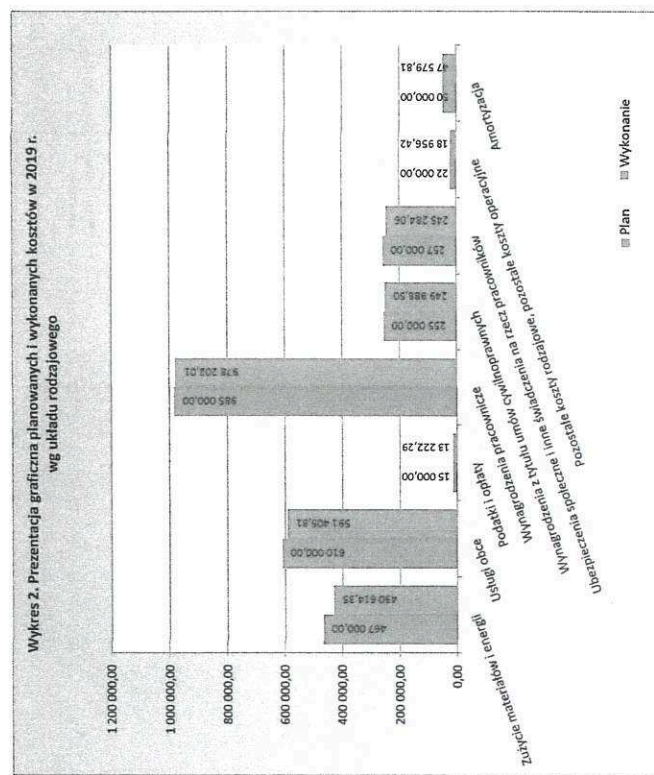 Wykres 2. Prezentacja graficzna planowanych i wykonanych kosztów w 2019 r.
wg układu rodzajowego
1 200 000,00
1 000 000,00
800 000,00
600 000,00
400 000,00
200 000,00
0,00
467 000,00
430 614,35
610 000,00
591 405,81
15 000,00
13 222,29
985 000,00
978 202,01
255 000,00
249 988,50
257 000,00
245 284,06
22 000,00
18 956,42
50 000,00
47 579,81
Zużycie materiałów i energii
Usługi obce
Podatki i opłaty
Wynagrodzenia pracownicze
Wynagrodzenia z tytułu umów cywilnoprawnych
Ubezpieczenia społeczne i inne świadczenia na rzecz pracowników
Pozostałe koszty rodzajowe, pozostałe koszty operacyjne
Amortyzacja
Plan
Wykonanie